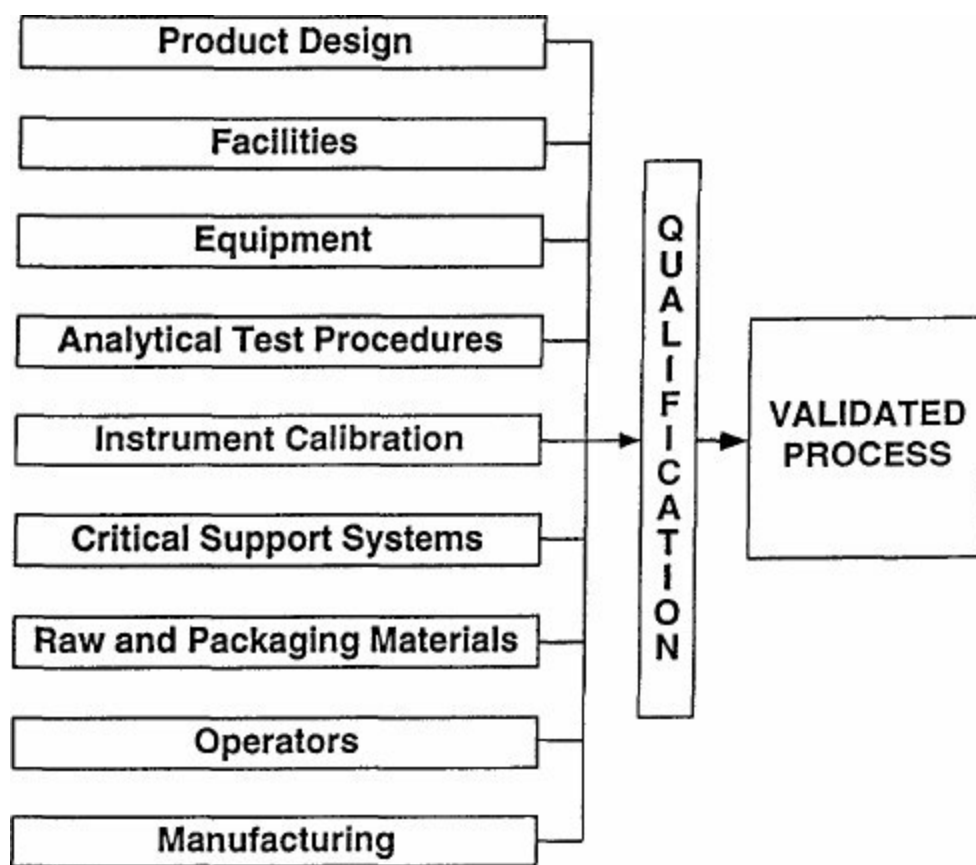 Product Design
Facilities
Equipment
Analytical Test Procedures
Instrument Calibration
Critical Support Systems
Raw and Packaging Materials
Operators
Manufacturing
QUALIFICATION
VALIDATED
PROCESS